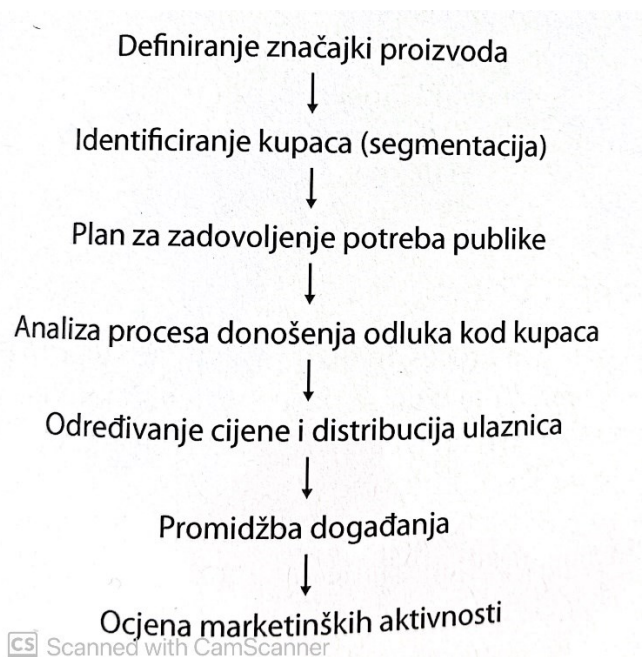 Definiranje značajki proizvoda
Identificiranje kupaca (segmentacija)
Plan za zadovoljenje potreba publike
Analiza procesa donošenja odluka kod kupaca
Određivanje cijene i distribucija ulaznica
Promidžba događanja
Ocjena marketinških aktivnosti
CS Scanned with CamScanner